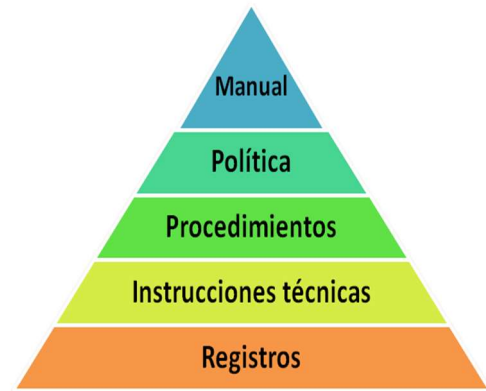 Manual
Política
Procedimientos
Instrucciones técnicas
Registros